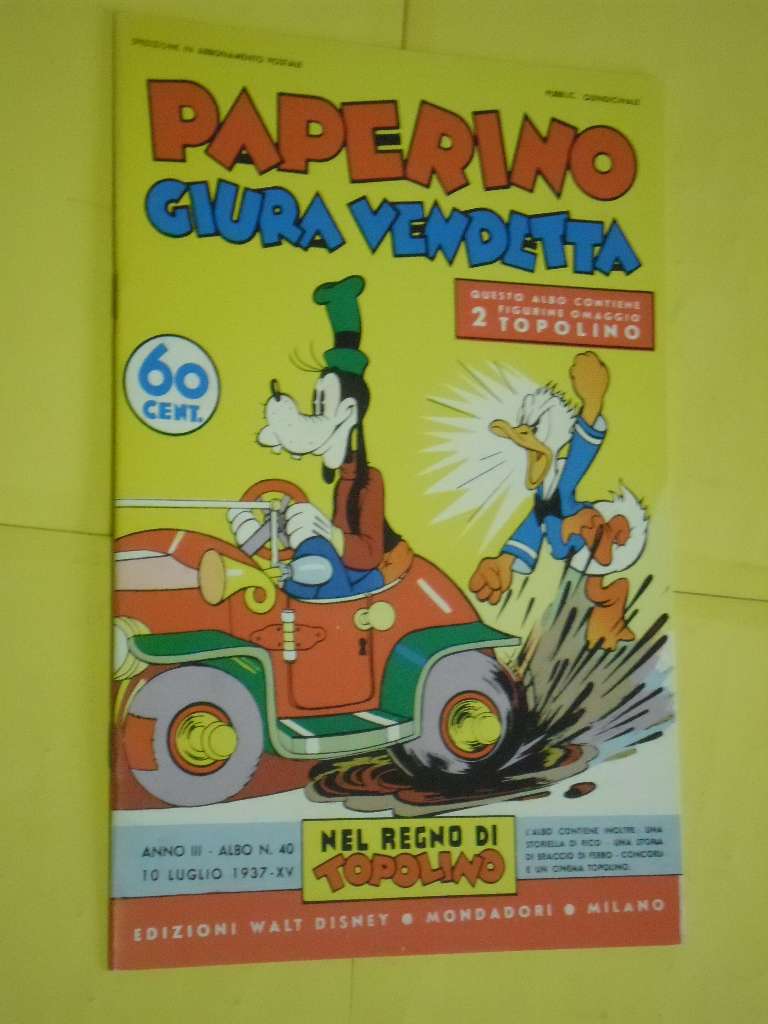 SPEDIZIONE IN ABBONAMENTO POSTALE
PUBBLIC. QUINDICINALE
PAPERINO
GIURA VENDETTA
QUESTO ALBO CONTIENE
2 FIGURINE OMAGGIO
TOPOLINO
60
CENT.
ANNO III - ALBO N. 40
10 LUGLIO 1937-XV
NEL REGNO DI
TOPOLINO
L'ALBO CONTIENE INOLTRE - UNA
STORIELLA DI PICO - UNA STORIA
DI BRACCIO DI FERRO - CONCORSI
E UN CINEMA TOPOLINO.
EDIZIONI WALT DISNEY ● MONDADORI ● MILANO